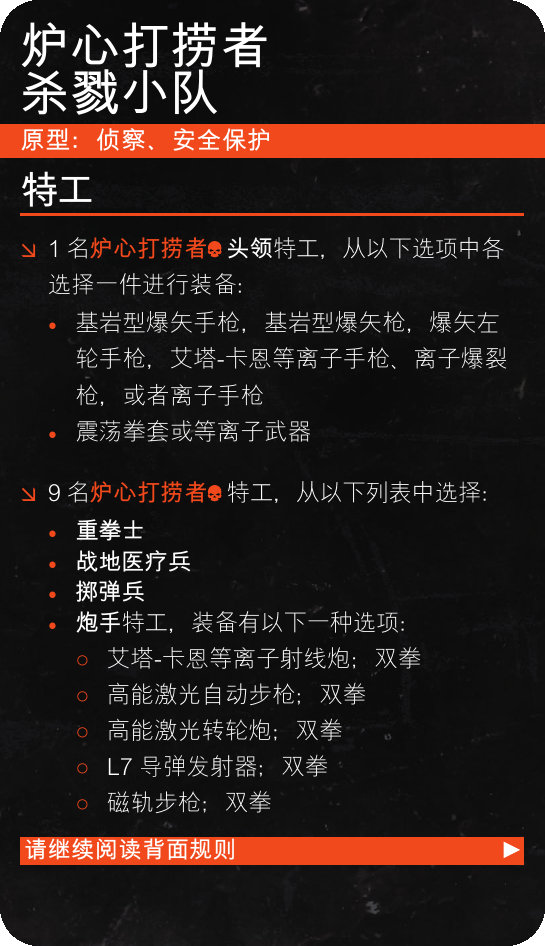 炉心打捞者
杀戮小队
原型：侦察、安全保护
特工
1 名炉心打捞者头领特工，从以下选项中各
选择一件进行装备：
基岩型爆矢手枪，基岩型爆矢枪，爆矢左
轮手枪，艾塔-卡恩等离子手枪、离子爆裂
枪，或者离子手枪
震荡拳套或等离子武器
9 名炉心打捞者特工，从以下列表中选择：
重拳士
战地医疗兵
掷弹兵
炮手特工，装备有以下一种选项：
艾塔-卡恩等离子射线炮；双拳
高能激光自动步枪；双拳
高能激光转轮炮；双拳
L7 导弹发射器；双拳
磁轨步枪；双拳
请继续阅读背面规则